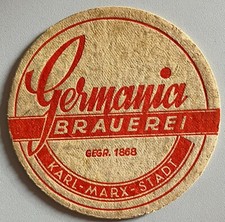 Germania
BRAUEREI
GEGR. 1868
KARL-MARX-STADT